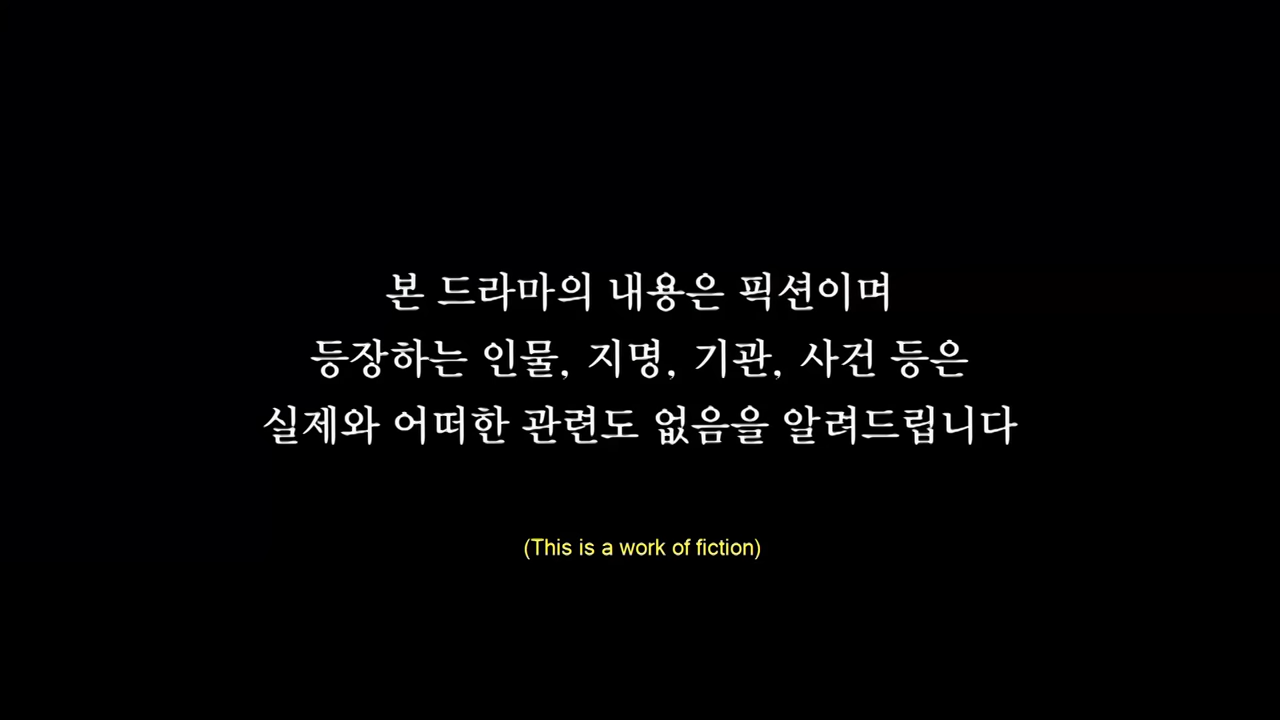 본 드라마의 내용은 픽션이며
등장하는 인물, 지명, 기관, 사건 등은
실제와 어떠한 관련도 없음을 알려드립니다
(This is a work of fiction)